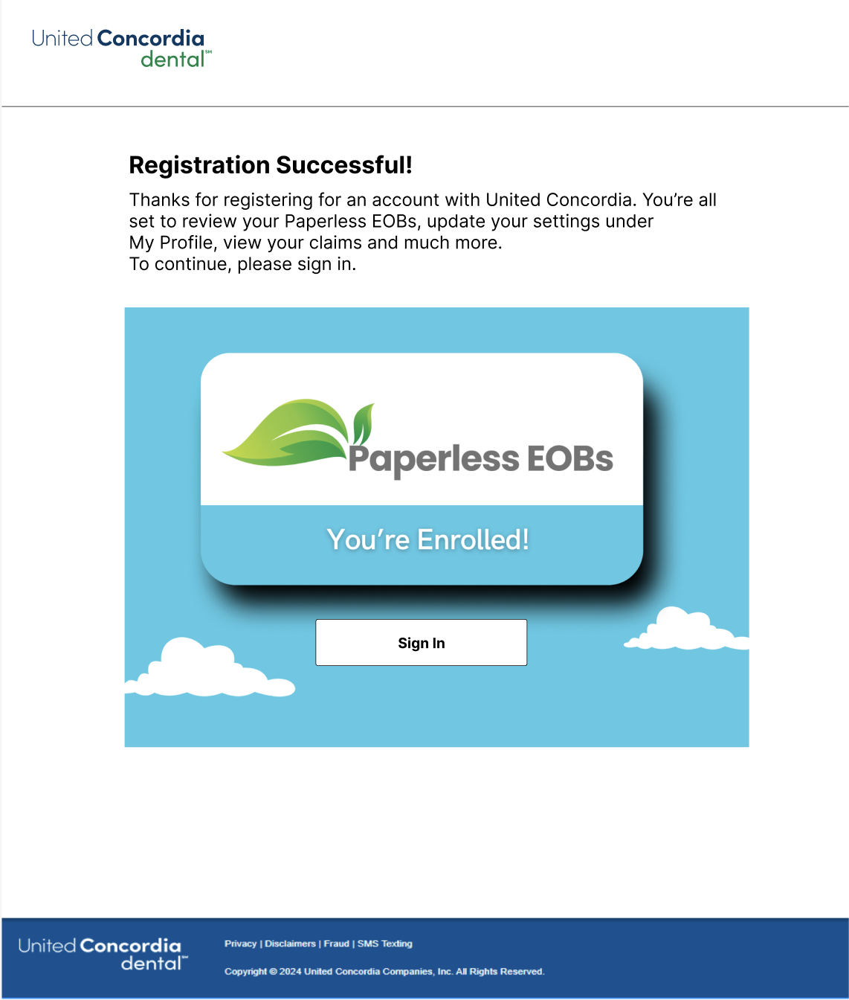 United Concordia
dental℠
Registration Successful!
Thanks for registering for an account with United Concordia. You’re all
set to review your Paperless EOBs, update your settings under
My Profile, view your claims and much more.
To continue, please sign in.
Paperless EOBs
You’re Enrolled!
Sign In
United Concordia
dental℠
Privacy | Disclaimers | Fraud | SMS Texting
Copyright © 2024 United Concordia Companies, Inc. All Rights Reserved.